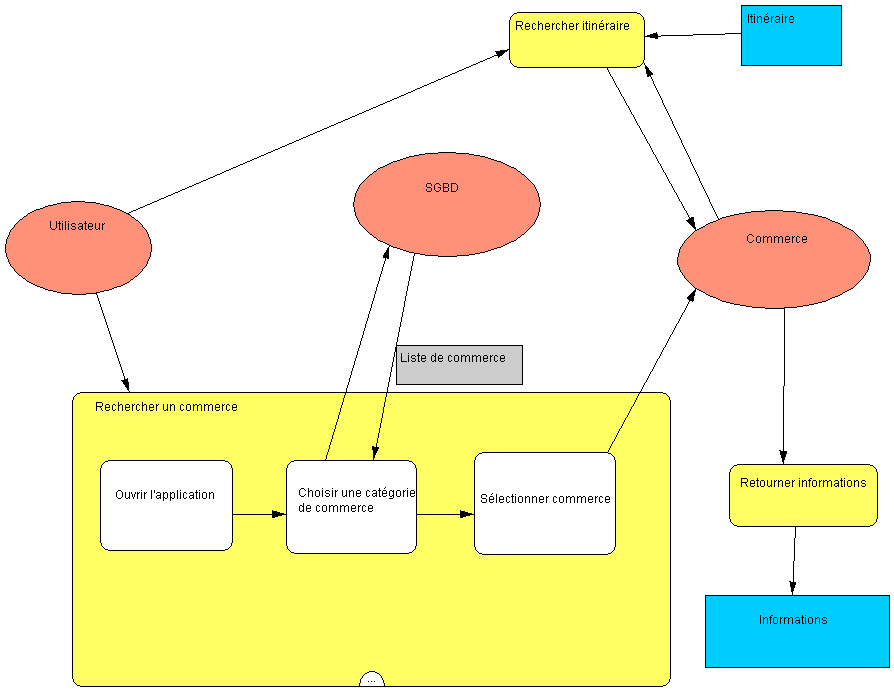 Rechercher itinéraire
Itinéraire
SGBD
Utilisateur
Commerce
Liste de commerce
Rechercher un commerce
Ouvrir l'application
Choisir une catégorie
de commerce
Sélectionner commerce
Retourner informations
Informations
...